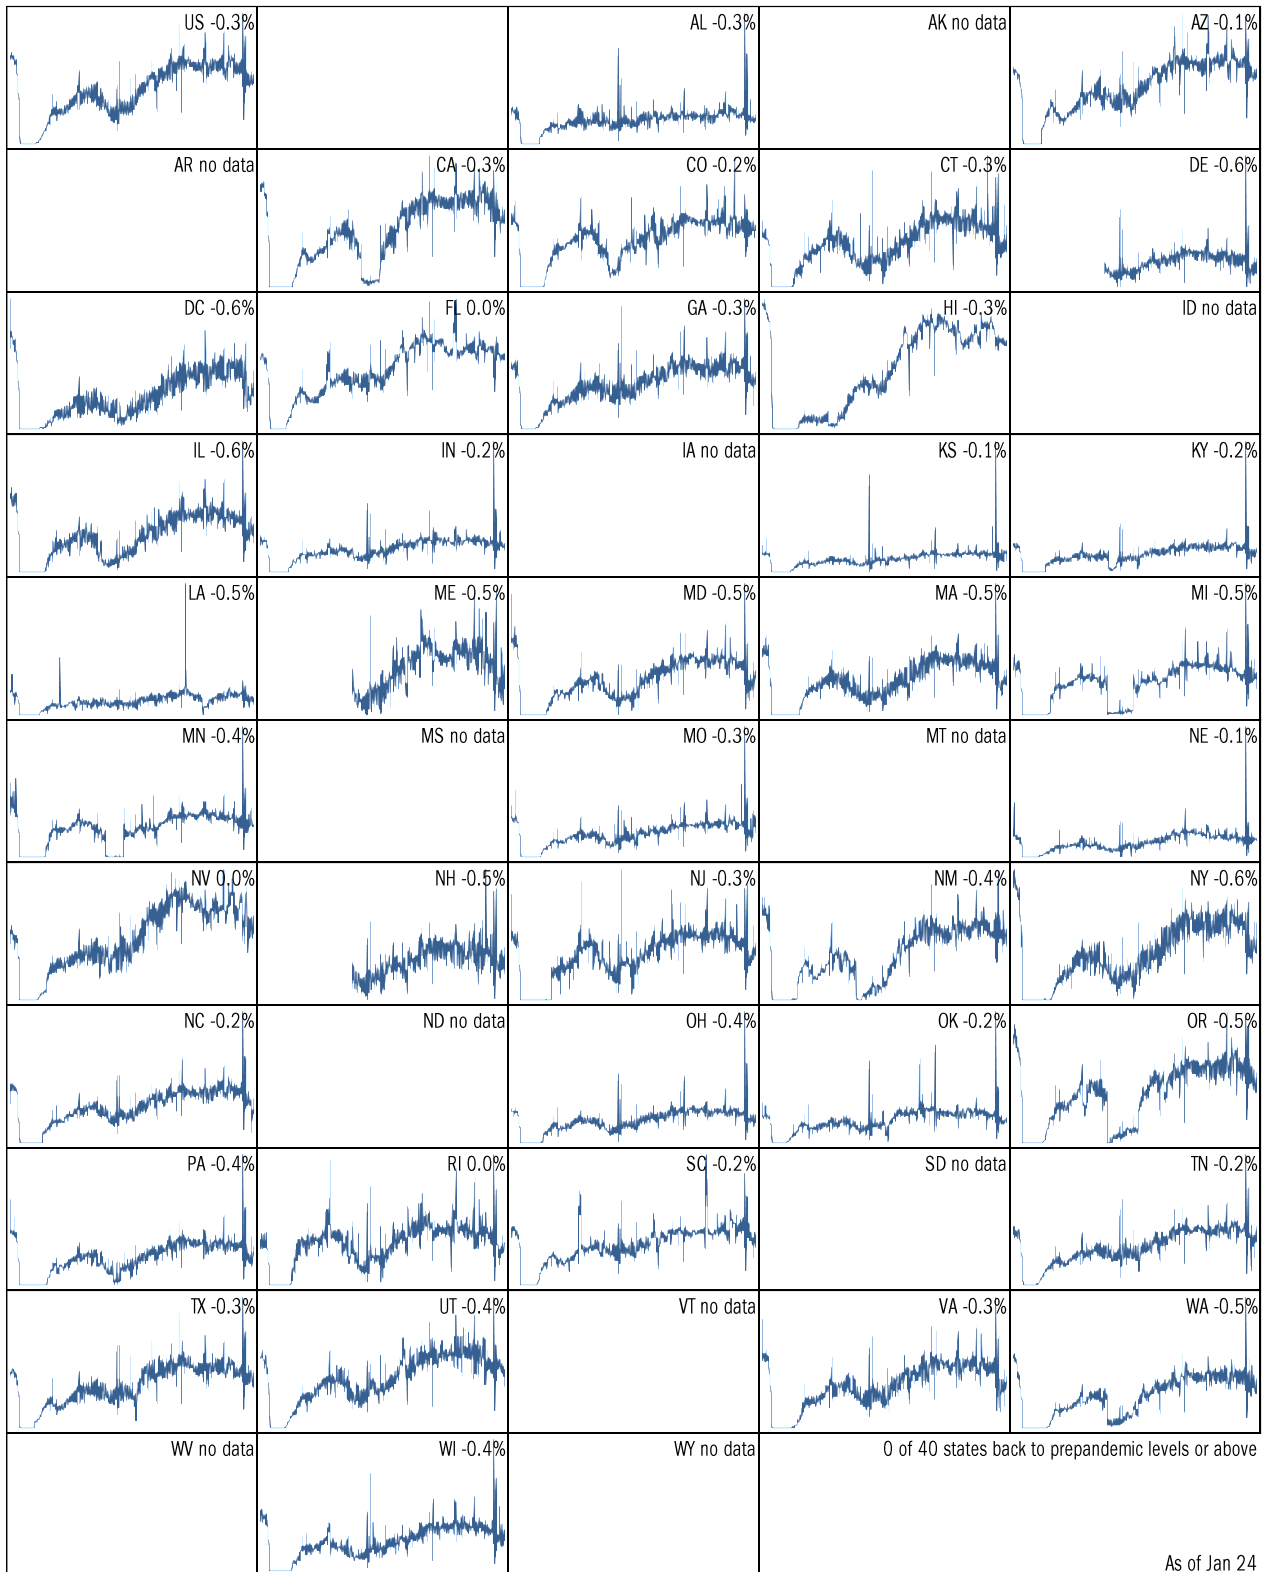 US -0.3%
AL -0.3%
AK no data
AZ -0.1%
AR no data
CA -0.3%
CO -0.2%
CT -0.3%
DE -0.6%
DC -0.6%
FL 0.0%
GA -0.3%
HI -0.3%
ID no data
IL -0.6%
IN -0.2%
IA no data
KS -0.1%
KY -0.2%
LA -0.5%
ME -0.5%
MD -0.5%
MA -0.5%
MI -0.5%
MN -0.4%
MS no data
MO -0.3%
MT no data
NE -0.1%
NV 0.0%
NH -0.5%
NJ -0.3%
NM -0.4%
NY -0.6%
NC -0.2%
ND no data
OH -0.4%
OK -0.2%
OR -0.5%
PA -0.4%
RI 0.0%
SC -0.2%
SD no data
TN -0.2%
TX -0.3%
UT -0.4%
VT no data
VA -0.3%
WA -0.5%
WV no data
WI -0.4%
WY no data
0 of 40 states back to prepandemic levels or above
As of Jan 24